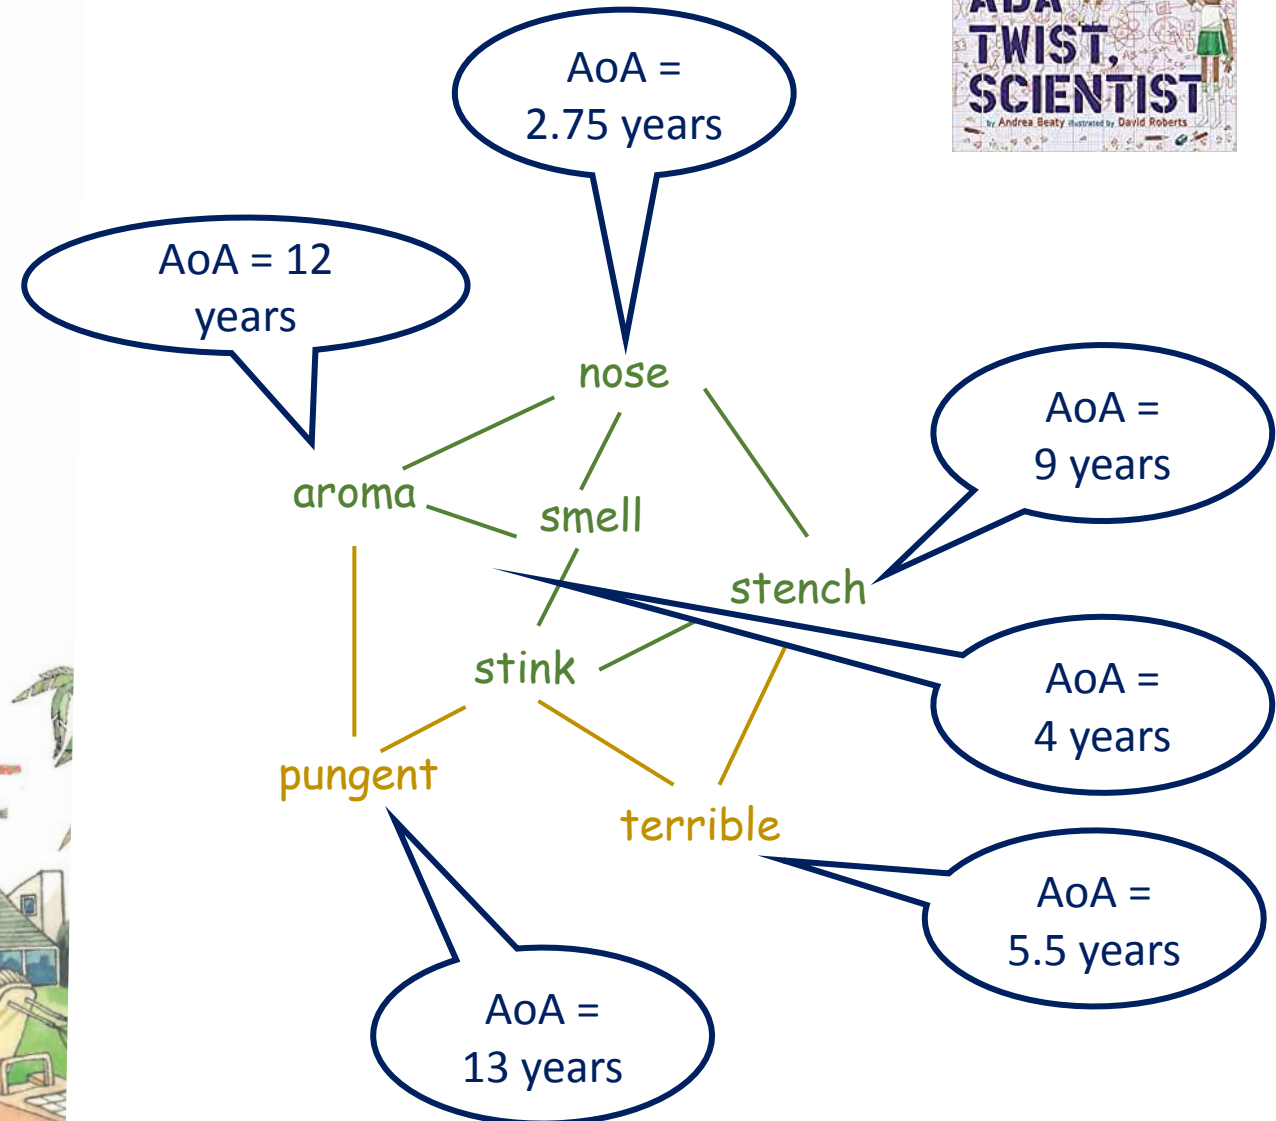 ADA
TWIST,
SCIENTIST
by Andrea Beaty illustrated by David Roberts
AoA =
2.75 years
AoA = 12
years
nose
AoA =
9 years
aroma
smell
stench
stink
AoA =
4 years
pungent
terrible
AoA =
5.5 years
AoA =
13 years